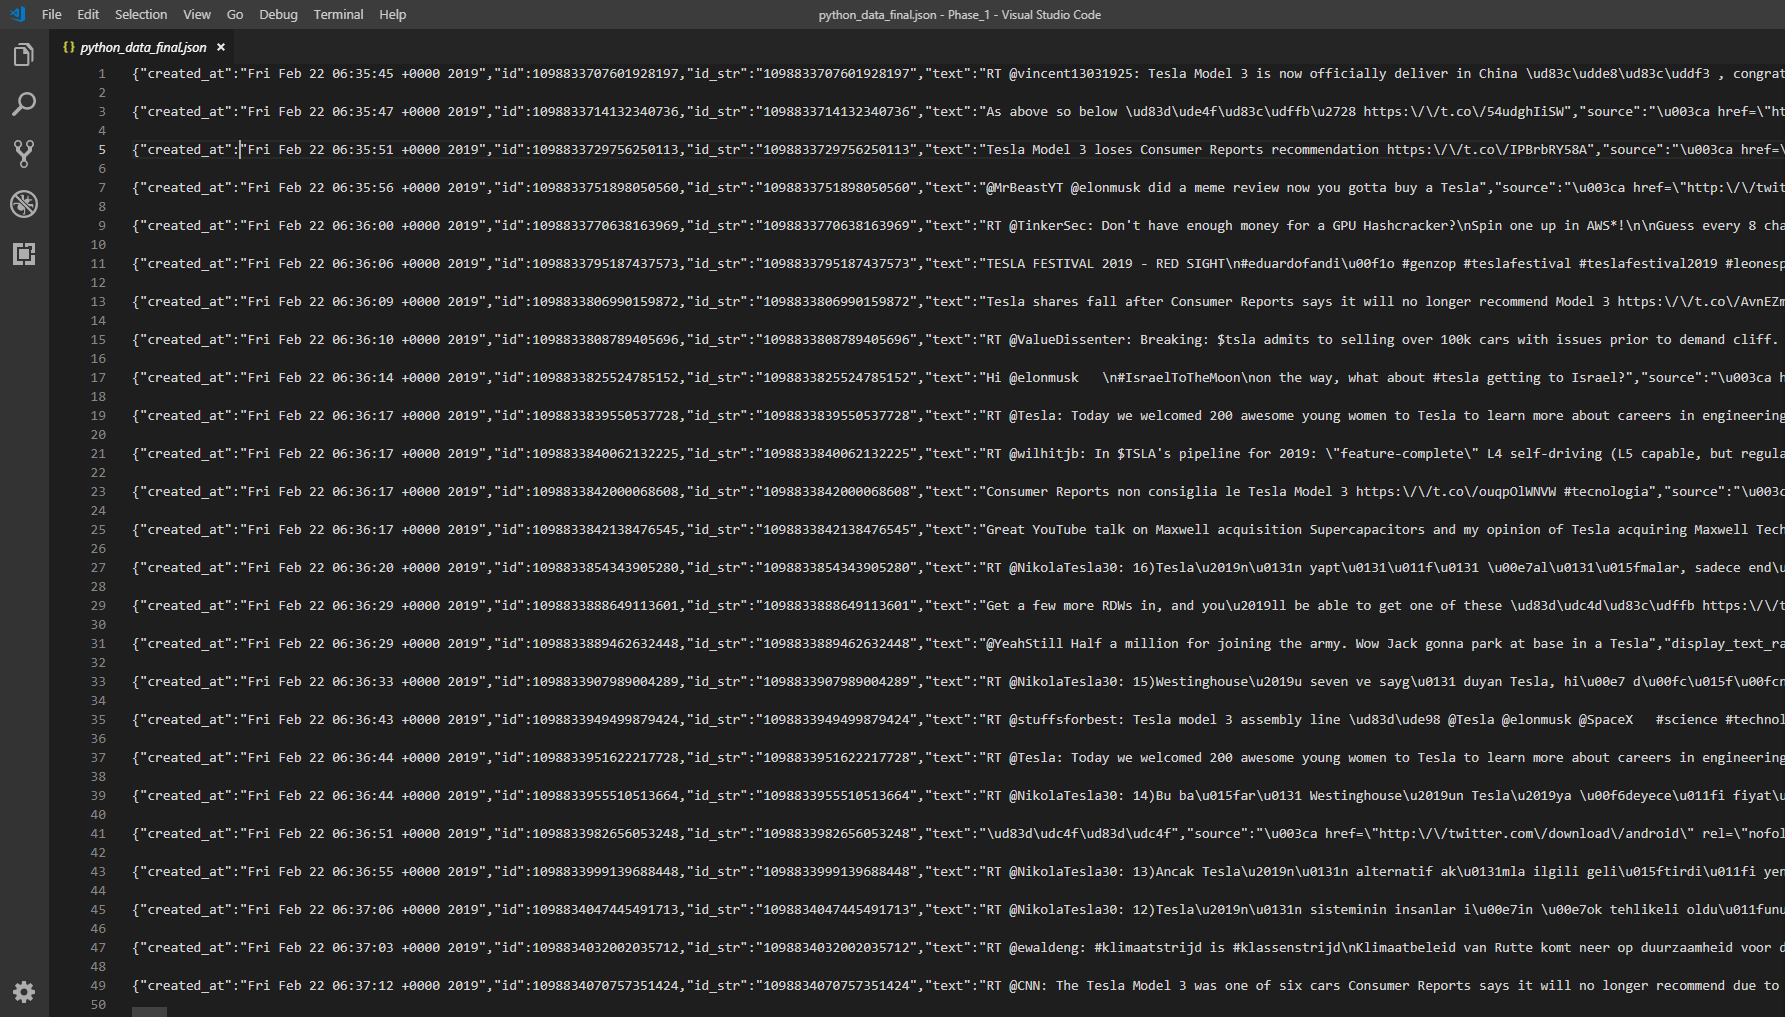 File Edit Selection View Go Debug Terminal Help
python_data_final.json - Phase_1 - Visual Studio Code
{} python_data_final.json ×
1 {"created_at":"Fri Feb 22 06:35:45 +0000 2019","id":1098833707601928197,"id_str":"1098833707601928197","text":"RT @vincent13031925: Tesla Model 3 is now officially deliver in China \ud83c\udde8\ud83c\uddf3 , congrat
2
3 {"created_at":"Fri Feb 22 06:35:47 +0000 2019","id":1098833714132340736,"id_str":"1098833714132340736","text":"As above so below \ud83d\ude4f\ud83c\udffb\u2728 https:\/\/t.co\/54udghIiSW","source":"\u003ca href=\"ht
4
5 {"created_at":"Fri Feb 22 06:35:51 +0000 2019","id":1098833729756250113,"id_str":"1098833729756250113","text":"Tesla Model 3 loses Consumer Reports recommendation https:\/\/t.co\/IPBrbRY58A","source":"\u003ca href=\
6
7 {"created_at":"Fri Feb 22 06:35:56 +0000 2019","id":1098833751898050560,"id_str":"1098833751898050560","text":"@MrBeastYT @elonmusk did a meme review now you gotta buy a Tesla","source":"\u003ca href=\"http:\/\/twit
8
9 {"created_at":"Fri Feb 22 06:36:00 +0000 2019","id":1098833770638163969,"id_str":"1098833770638163969","text":"RT @TinkerSec: Don't have enough money for a GPU Hashcracker?\nSpin one up in AWS*!\n\nGuess every 8 cha
10
11 {"created_at":"Fri Feb 22 06:36:06 +0000 2019","id":1098833795187437573,"id_str":"1098833795187437573","text":"TESLA FESTIVAL 2019 - RED SIGHT\n#eduardofandi\u00f1o #genzop #teslafestival #teslafestival2019 #leonesp
12
13 {"created_at":"Fri Feb 22 06:36:09 +0000 2019","id":1098833806990159872,"id_str":"1098833806990159872","text":"Tesla shares fall after Consumer Reports says it will no longer recommend Model 3 https:\/\/t.co\/AvnEZm
14
15 {"created_at":"Fri Feb 22 06:36:10 +0000 2019","id":1098833808789405696,"id_str":"1098833808789405696","text":"RT @ValueDissenter: Breaking: $tsla admits to selling over 100k cars with issues prior to demand cliff.
16
17 {"created_at":"Fri Feb 22 06:36:14 +0000 2019","id":1098833825524785152,"id_str":"1098833825524785152","text":"Hi @elonmusk   \n#IsraelToTheMoon\non the way, what about #tesla getting to Israel?","source":"\u003ca h
18
19 {"created_at":"Fri Feb 22 06:36:17 +0000 2019","id":1098833839550537728,"id_str":"1098833839550537728","text":"RT @Tesla: Today we welcomed 200 awesome young women to Tesla to learn more about careers in engineering
20
21 {"created_at":"Fri Feb 22 06:36:17 +0000 2019","id":1098833840062132225,"id_str":"1098833840062132225","text":"RT @wilhitjb: In $TSLA's pipeline for 2019: \"feature-complete\" L4 self-driving (L5 capable, but regula
22
23 {"created_at":"Fri Feb 22 06:36:17 +0000 2019","id":1098833842000068608,"id_str":"1098833842000068608","text":"Consumer Reports non consiglia le Tesla Model 3 https:\/\/t.co\/ouqpOlWNVW #tecnologia","source":"\u003c
24
25 {"created_at":"Fri Feb 22 06:36:17 +0000 2019","id":1098833842138476545,"id_str":"1098833842138476545","text":"Great YouTube talk on Maxwell acquisition Supercapacitors and my opinion of Tesla acquiring Maxwell Tech
26
27 {"created_at":"Fri Feb 22 06:36:20 +0000 2019","id":1098833854343905280,"id_str":"1098833854343905280","text":"RT @NikolaTesla30: 16)Tesla\u2019n\u0131n yapt\u0131\u011f\u0131 \u00e7al\u0131\u015fmalar, sadece end\u
28
29 {"created_at":"Fri Feb 22 06:36:29 +0000 2019","id":1098833888649113601,"id_str":"1098833888649113601","text":"Get a few more RDWs in, and you\u2019ll be able to get one of these \ud83d\udc4d\ud83c\udffb https:\/\/t
30
31 {"created_at":"Fri Feb 22 06:36:29 +0000 2019","id":1098833889462632448,"id_str":"1098833889462632448","text":"@YeahStill Half a million for joining the army. Wow Jack gonna park at base in a Tesla","display_text_ra
32
33 {"created_at":"Fri Feb 22 06:36:33 +0000 2019","id":1098833907989004289,"id_str":"1098833907989004289","text":"RT @NikolaTesla30: 15)Westinghouse\u2019u seven ve sayg\u0131 duyan Tesla, hi\u00e7 d\u00fc\u015f\u00fcn
34
35 {"created_at":"Fri Feb 22 06:36:43 +0000 2019","id":1098833949499879424,"id_str":"1098833949499879424","text":"RT @stuffsforbest: Tesla model 3 assembly line \ud83d\ude98 @Tesla @elonmusk @SpaceX   #science #technol
36
37 {"created_at":"Fri Feb 22 06:36:44 +0000 2019","id":1098833951622217728,"id_str":"1098833951622217728","text":"RT @Tesla: Today we welcomed 200 awesome young women to Tesla to learn more about careers in engineering
38
39 {"created_at":"Fri Feb 22 06:36:44 +0000 2019","id":1098833955510513664,"id_str":"1098833955510513664","text":"RT @NikolaTesla30: 14)Bu ba\u015far\u0131 Westinghouse\u2019un Tesla\u2019ya \u00f6deyece\u011fi fiyat\u
40
41 {"created_at":"Fri Feb 22 06:36:51 +0000 2019","id":1098833982656053248,"id_str":"1098833982656053248","text":"\ud83d\udc4f\ud83d\udc4f","source":"\u003ca href=\"http:\/\/twitter.com\/download\/android\" rel=\"nofol
42
43 {"created_at":"Fri Feb 22 06:36:55 +0000 2019","id":1098833999139688448,"id_str":"1098833999139688448","text":"RT @NikolaTesla30: 13)Ancak Tesla\u2019n\u0131n alternatif ak\u0131mla ilgili geli\u015ftirdi\u011fi yen
44
45 {"created_at":"Fri Feb 22 06:37:06 +0000 2019","id":1098834047445491713,"id_str":"1098834047445491713","text":"RT @NikolaTesla30: 12)Tesla\u2019n\u0131n sisteminin insanlar i\u00e7in \u00e7ok tehlikeli oldu\u011funu
46
47 {"created_at":"Fri Feb 22 06:37:03 +0000 2019","id":1098834032002035712,"id_str":"1098834032002035712","text":"RT @ewaldeng: #klimaatstrijd is #klassenstrijd\nKlimaatbeleid van Rutte komt neer op duurzaamheid voor d
48
49 {"created_at":"Fri Feb 22 06:37:12 +0000 2019","id":1098834070757351424,"id_str":"1098834070757351424","text":"RT @CNN: The Tesla Model 3 was one of six cars Consumer Reports says it will no longer recommend due to
50